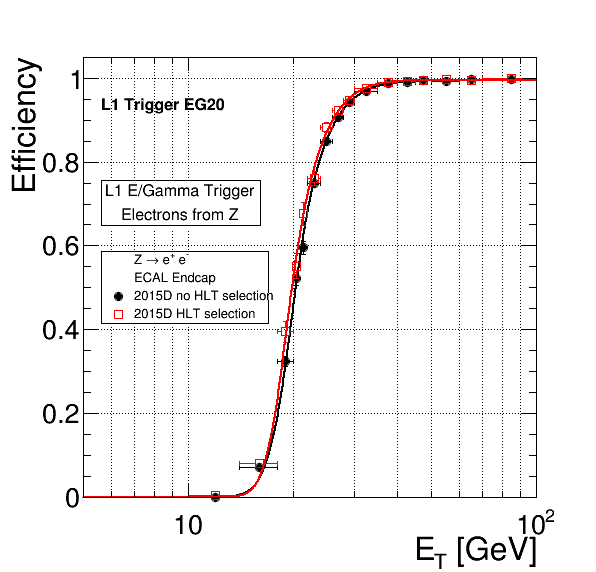 Efficiency
1
0.8
0.6
0.4
0.2
0
L1 Trigger EG20
L1 E/Gamma Trigger
Electrons from Z
Z → e⁺ e⁻
ECAL Endcap
2015D no HLT selection
2015D HLT selection
10
10²
E_T [GeV]